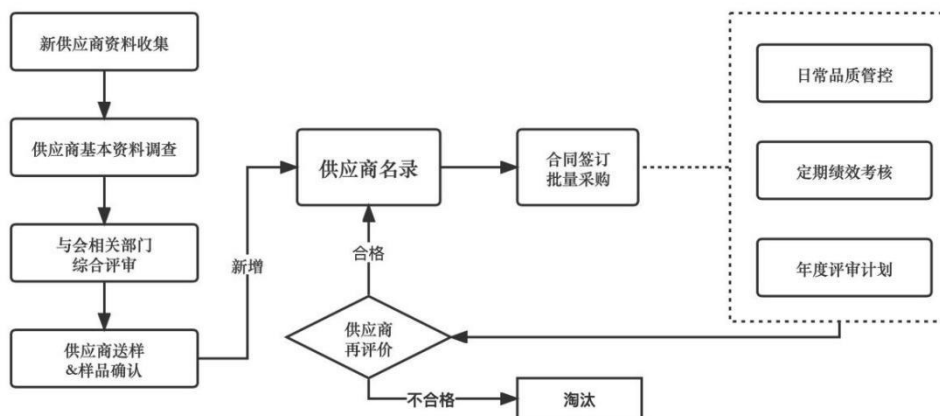 新供应商资料收集
供应商基本资料调查
与会相关部门
综合评审
供应商送样
&样品确认
新增
供应商名录
合同签订
批量采购
日常品质管控
定期绩效考核
年度评审计划
供应商
再评价
合格
不合格
淘汰